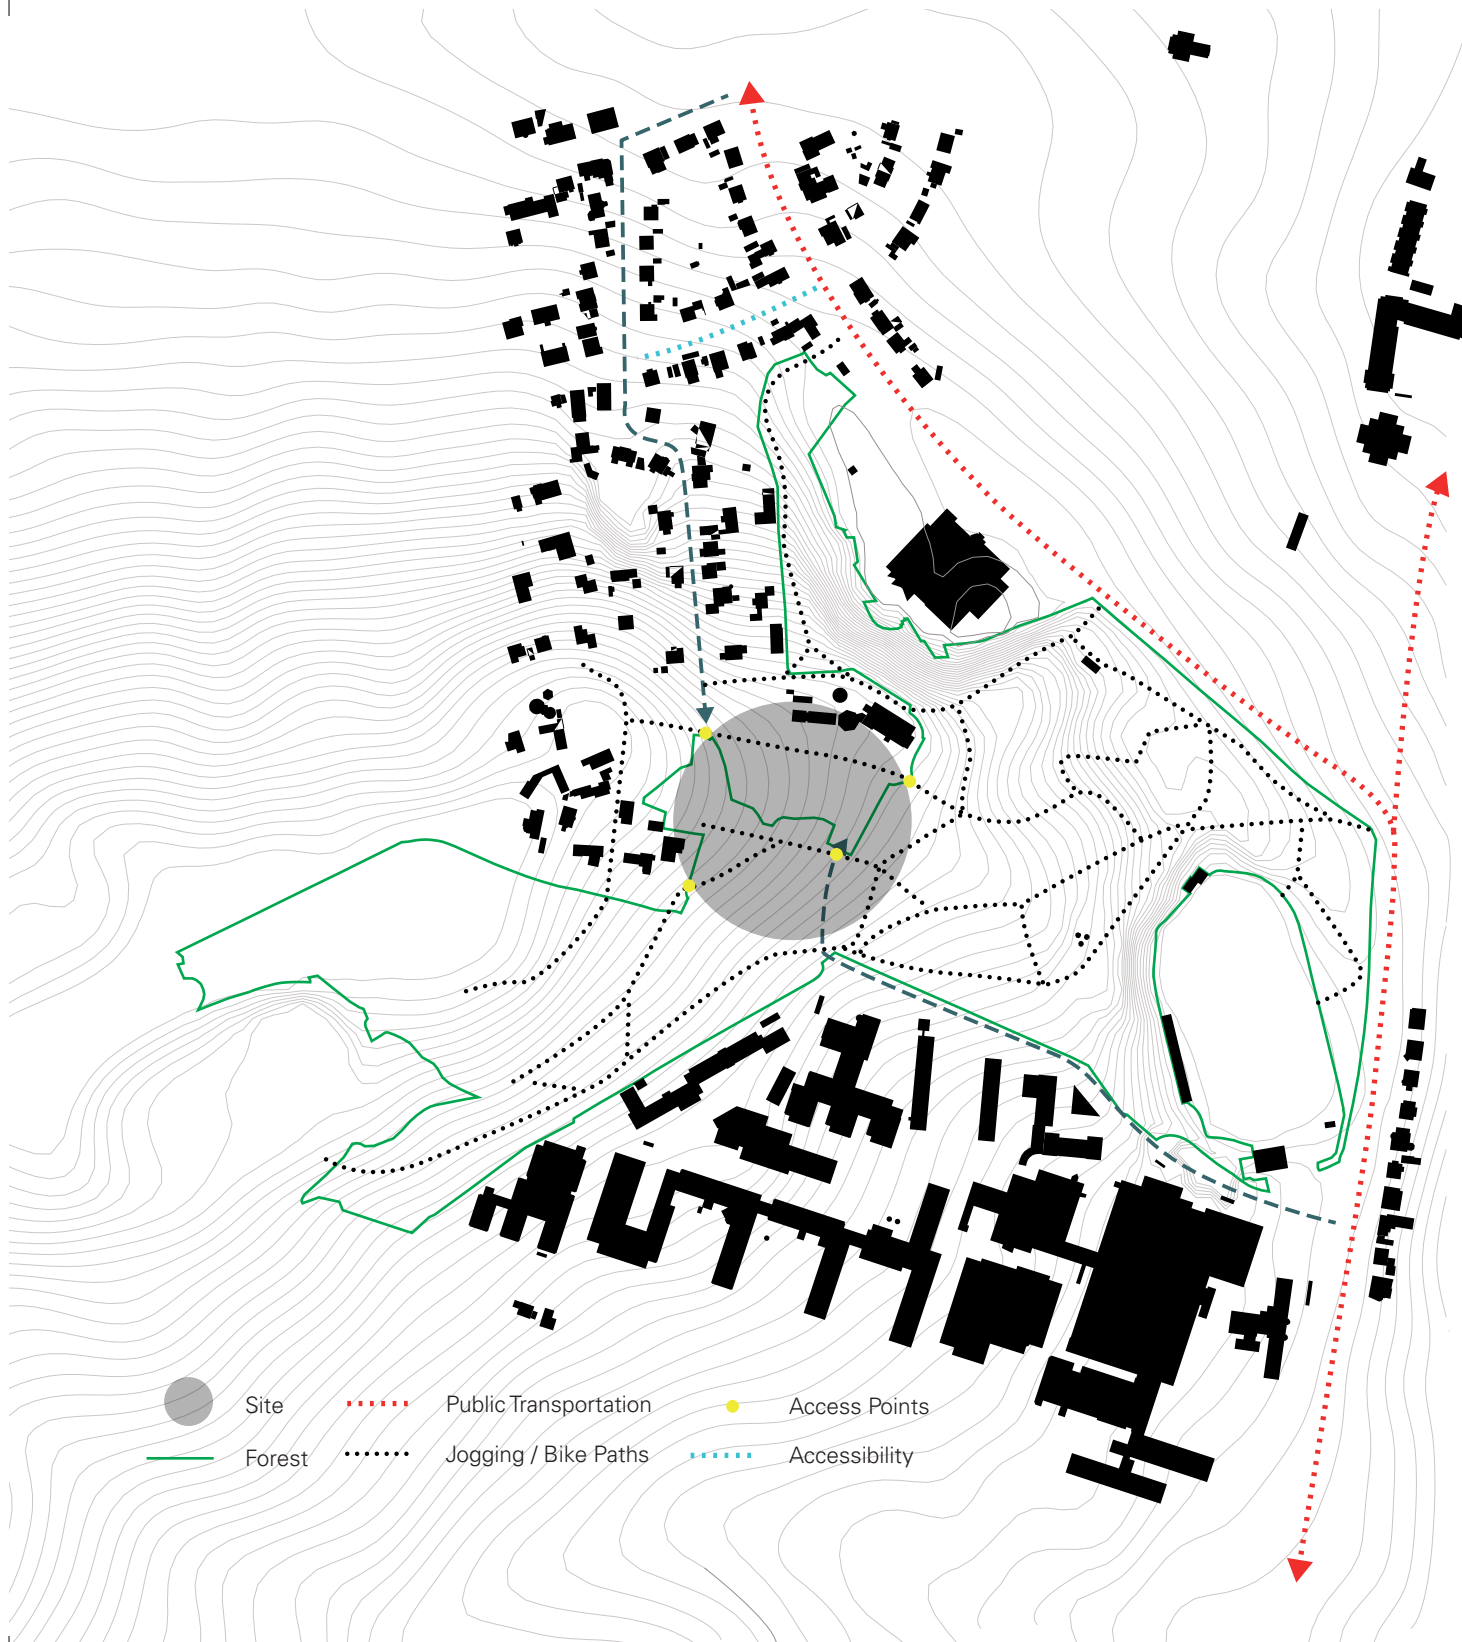 Site Public Transportation Access Points
Forest Jogging / Bike Paths Accessibility